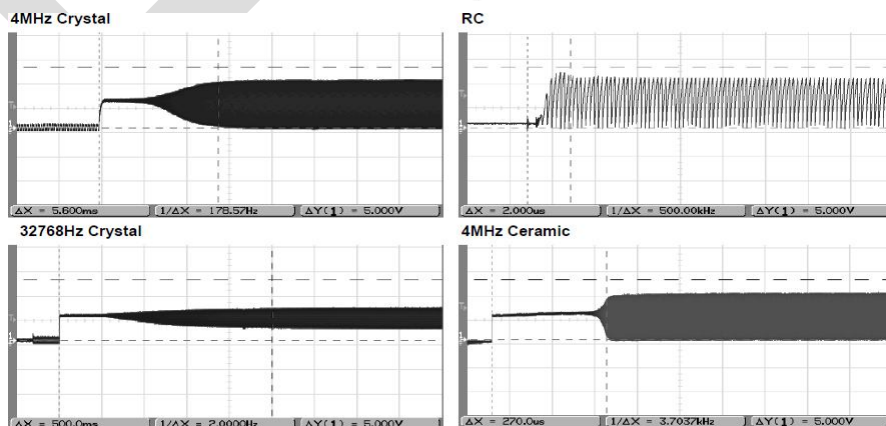 4MHz Crystal
ΔX = 5.600ms
1/ΔX = 178.57Hz
ΔY(1) = 5.000V
RC
ΔX = 2.000us
1/ΔX = 500.00kHz
ΔY(1) = 5.000V
32768Hz Crystal
ΔX = 500.0ms
1/ΔX = 2.0000Hz
ΔY(1) = 5.000V
4MHz Ceramic
ΔX = 270.0us
1/ΔX = 3.7037kHz
ΔY(1) = 5.000V